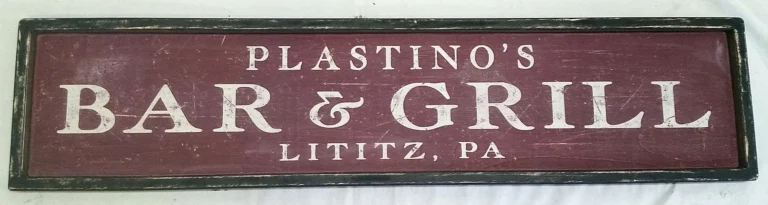 PLASTINO'S
BAR & GRILL
LITITZ, PA